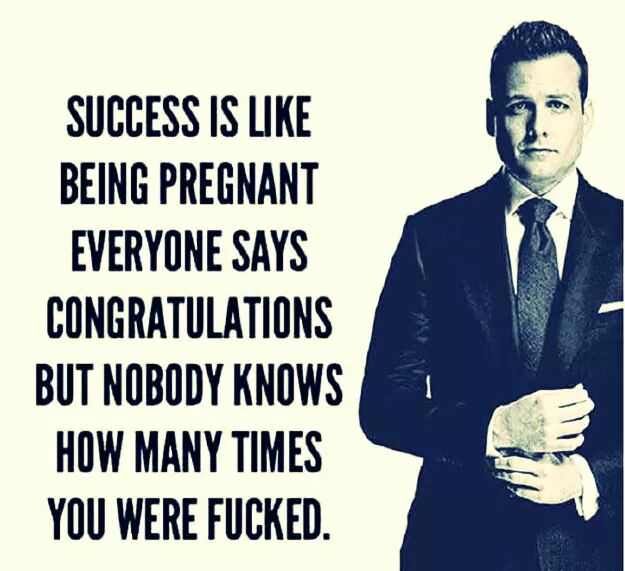 SUCCESS IS LIKE
BEING PREGNANT
EVERYONE SAYS
CONGRATULATIONS
BUT NOBODY KNOWS
HOW MANY TIMES
YOU WERE FUCKED.